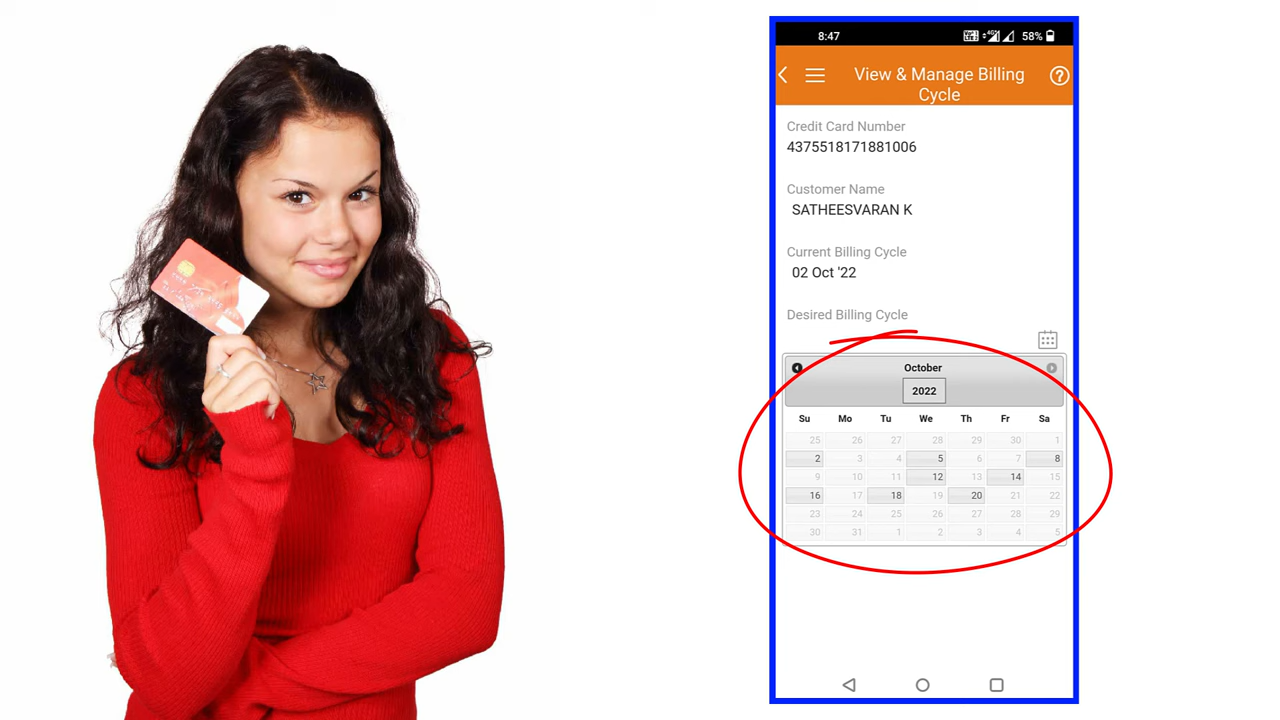 8:47
4G
58%
View & Manage Billing
Cycle
Credit Card Number
4375518171881006
Customer Name
SATHEESVARAN K
Current Billing Cycle
02 Oct '22
Desired Billing Cycle
October
2022
Su Mo Tu We Th Fr Sa
25 26 27 28 29 30 1
2 3 4 5 6 7 8
9 10 11 12 13 14 15
16 17 18 19 20 21 22
23 24 25 26 27 28 29
30 31 1 2 3 4 5